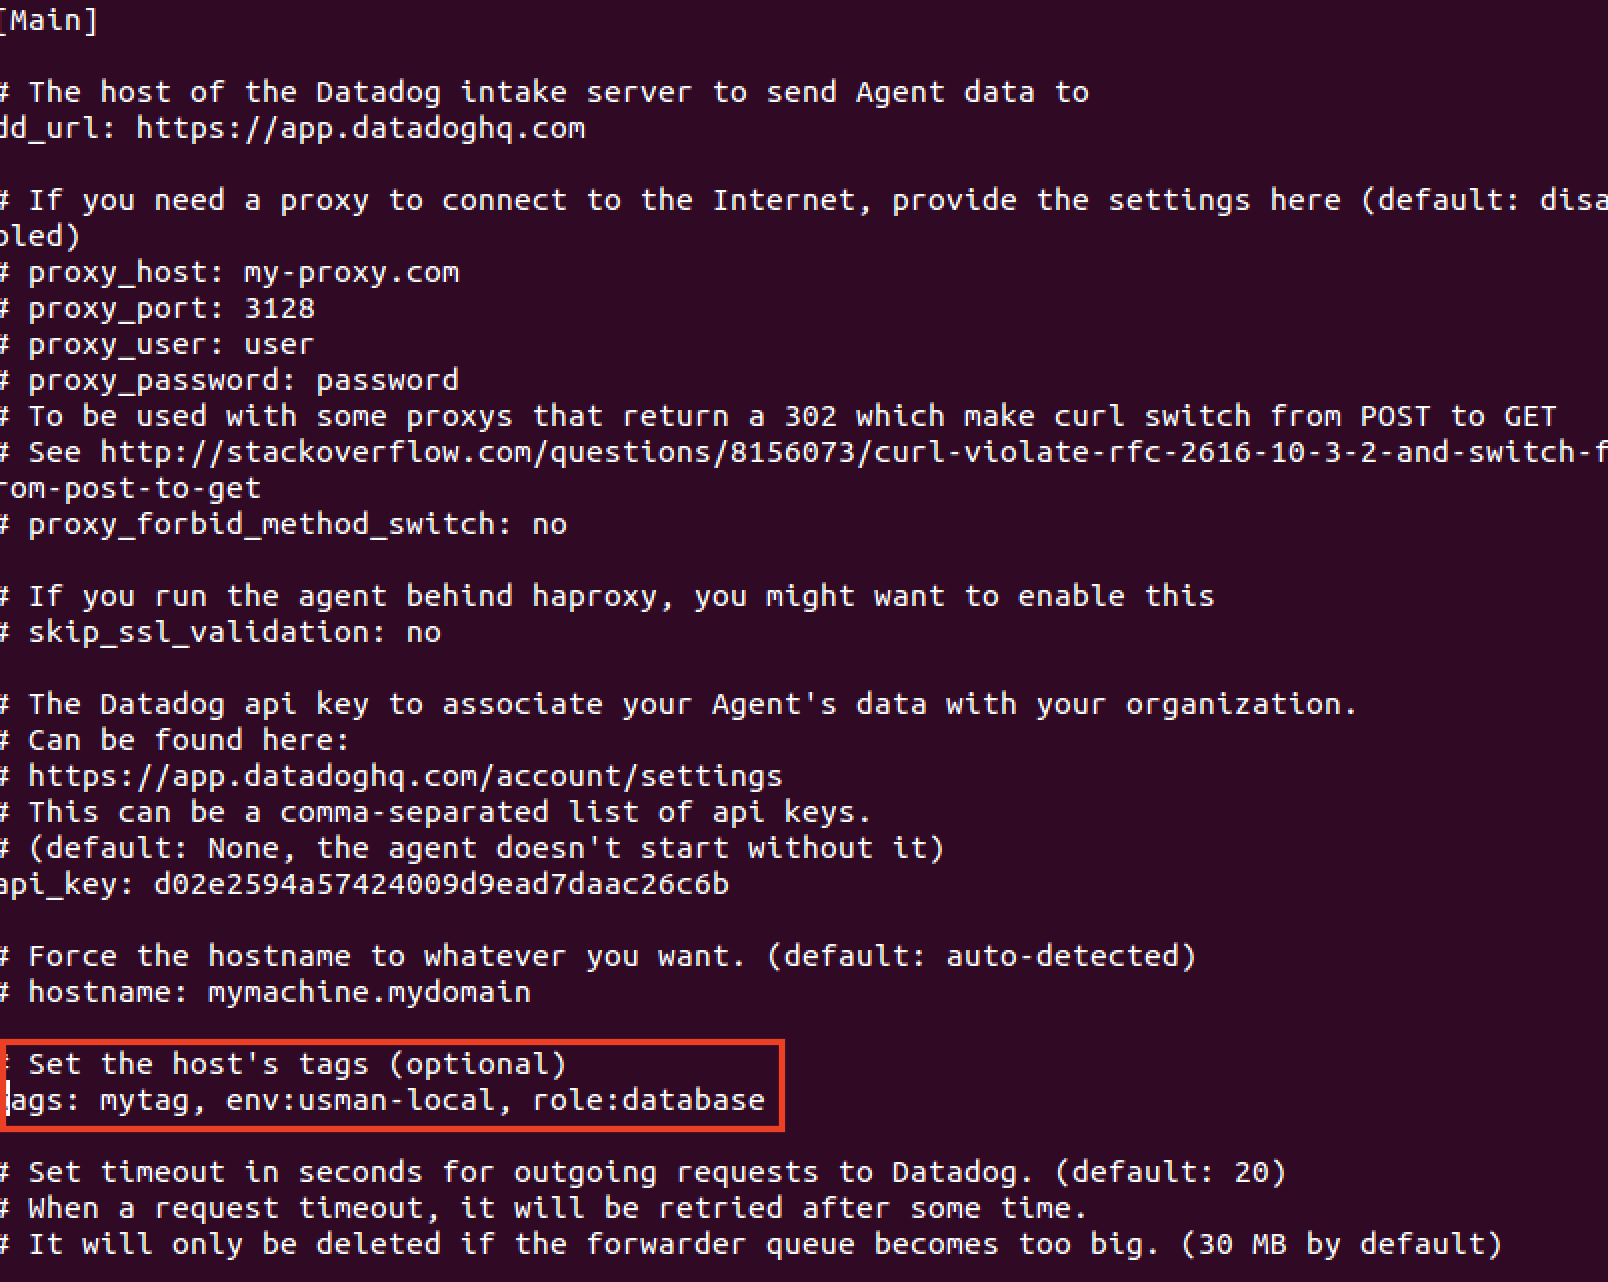 [Main]
# The host of the Datadog intake server to send Agent data to
dd_url: https://app.datadoghq.com
# If you need a proxy to connect to the Internet, provide the settings here (default: disa
bled)
# proxy_host: my-proxy.com
# proxy_port: 3128
# proxy_user: user
# proxy_password: password
# To be used with some proxys that return a 302 which make curl switch from POST to GET
# See http://stackoverflow.com/questions/8156073/curl-violate-rfc-2616-10-3-2-and-switch-f
rom-post-to-get
# proxy_forbid_method_switch: no
# If you run the agent behind haproxy, you might want to enable this
# skip_ssl_validation: no
# The Datadog api key to associate your Agent's data with your organization.
# Can be found here:
# https://app.datadoghq.com/account/settings
# This can be a comma-separated list of api keys.
# (default: None, the agent doesn't start without it)
api_key: d02e2594a57424009d9ead7daac26c6b
# Force the hostname to whatever you want. (default: auto-detected)
# hostname: mymachine.mydomain
# Set the host's tags (optional)
tags: mytag, env:usman-local, role:database
# Set timeout in seconds for outgoing requests to Datadog. (default: 20)
# When a request timeout, it will be retried after some time.
# It will only be deleted if the forwarder queue becomes too big. (30 MB by default)